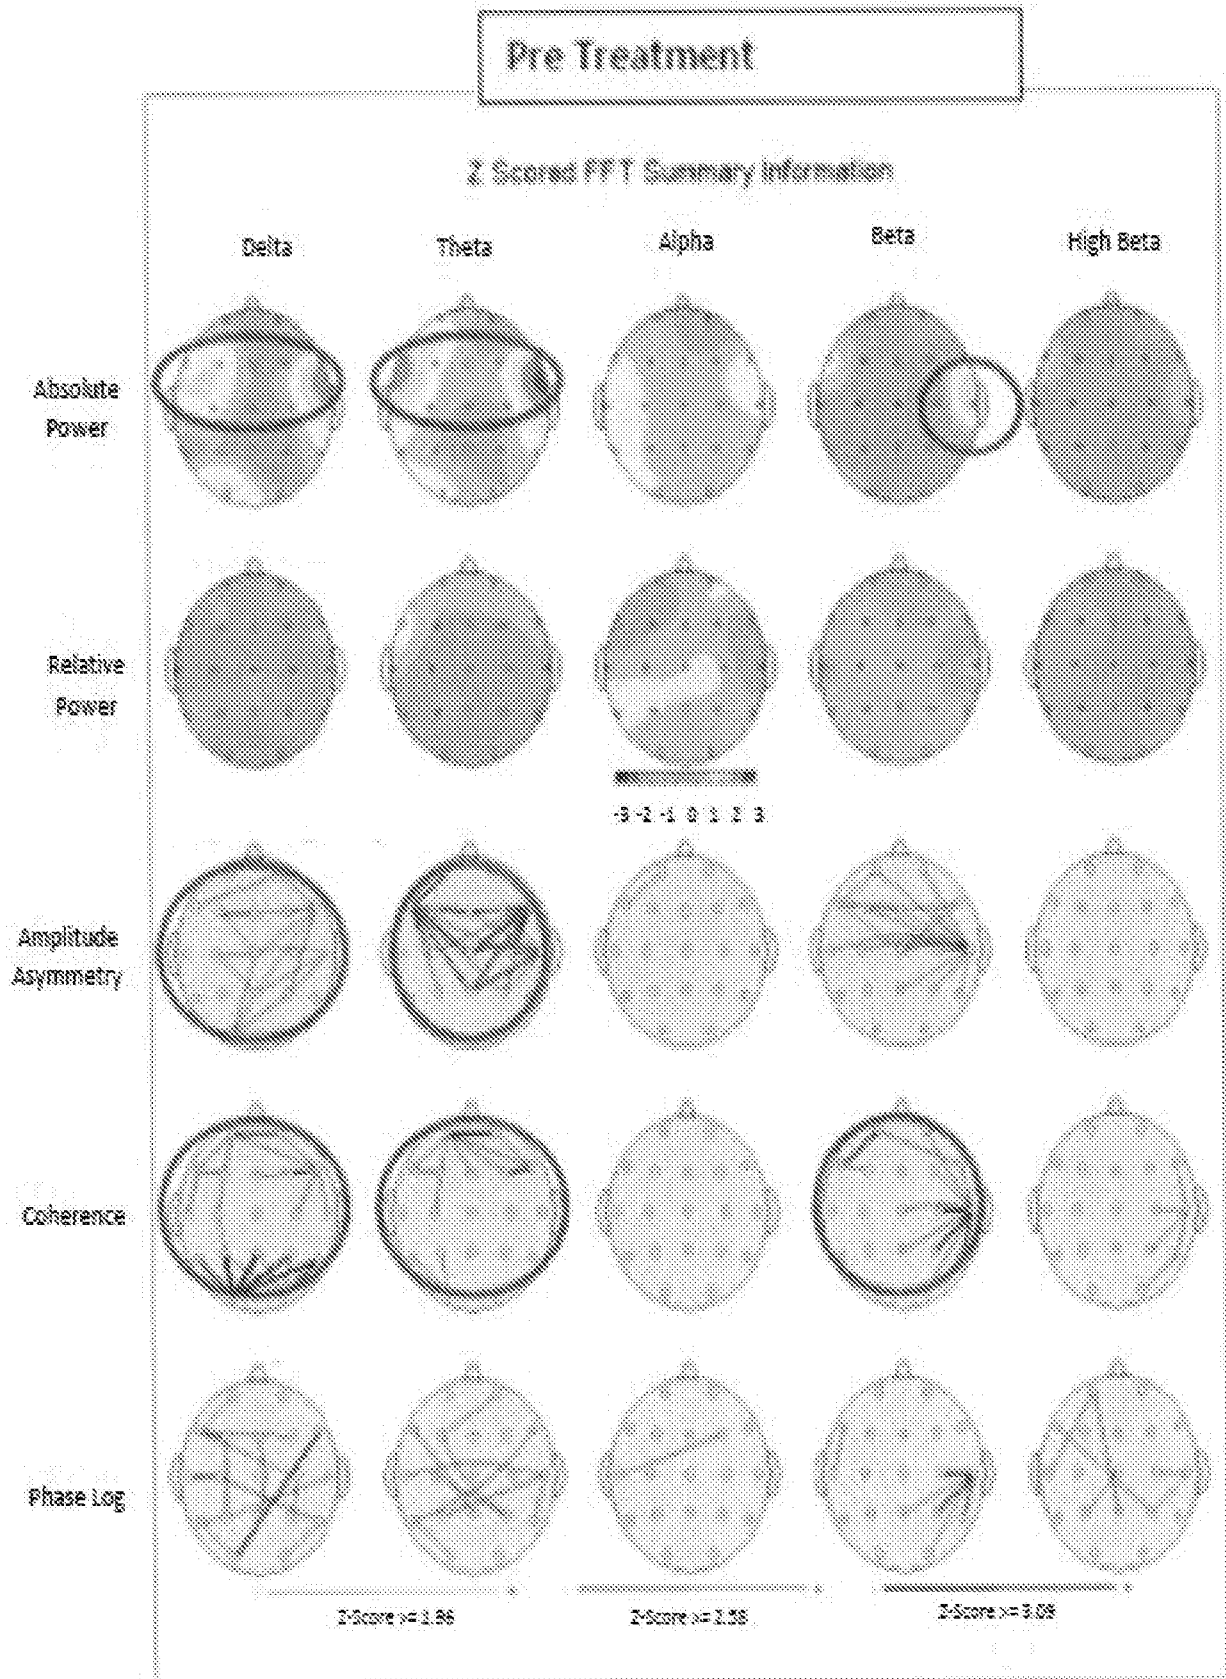 Pre Treatment
Z Scored FFT Summary Information
Delta Theta Alpha Beta High Beta
Absolute
Power
Relative
Power
-3 -2 -1 0 1 2 3
Amplitude
Asymmetry
Coherence
Phase Log
Z-Score >= 1.96 Z-Score >= 2.58 Z-Score >= 3.09